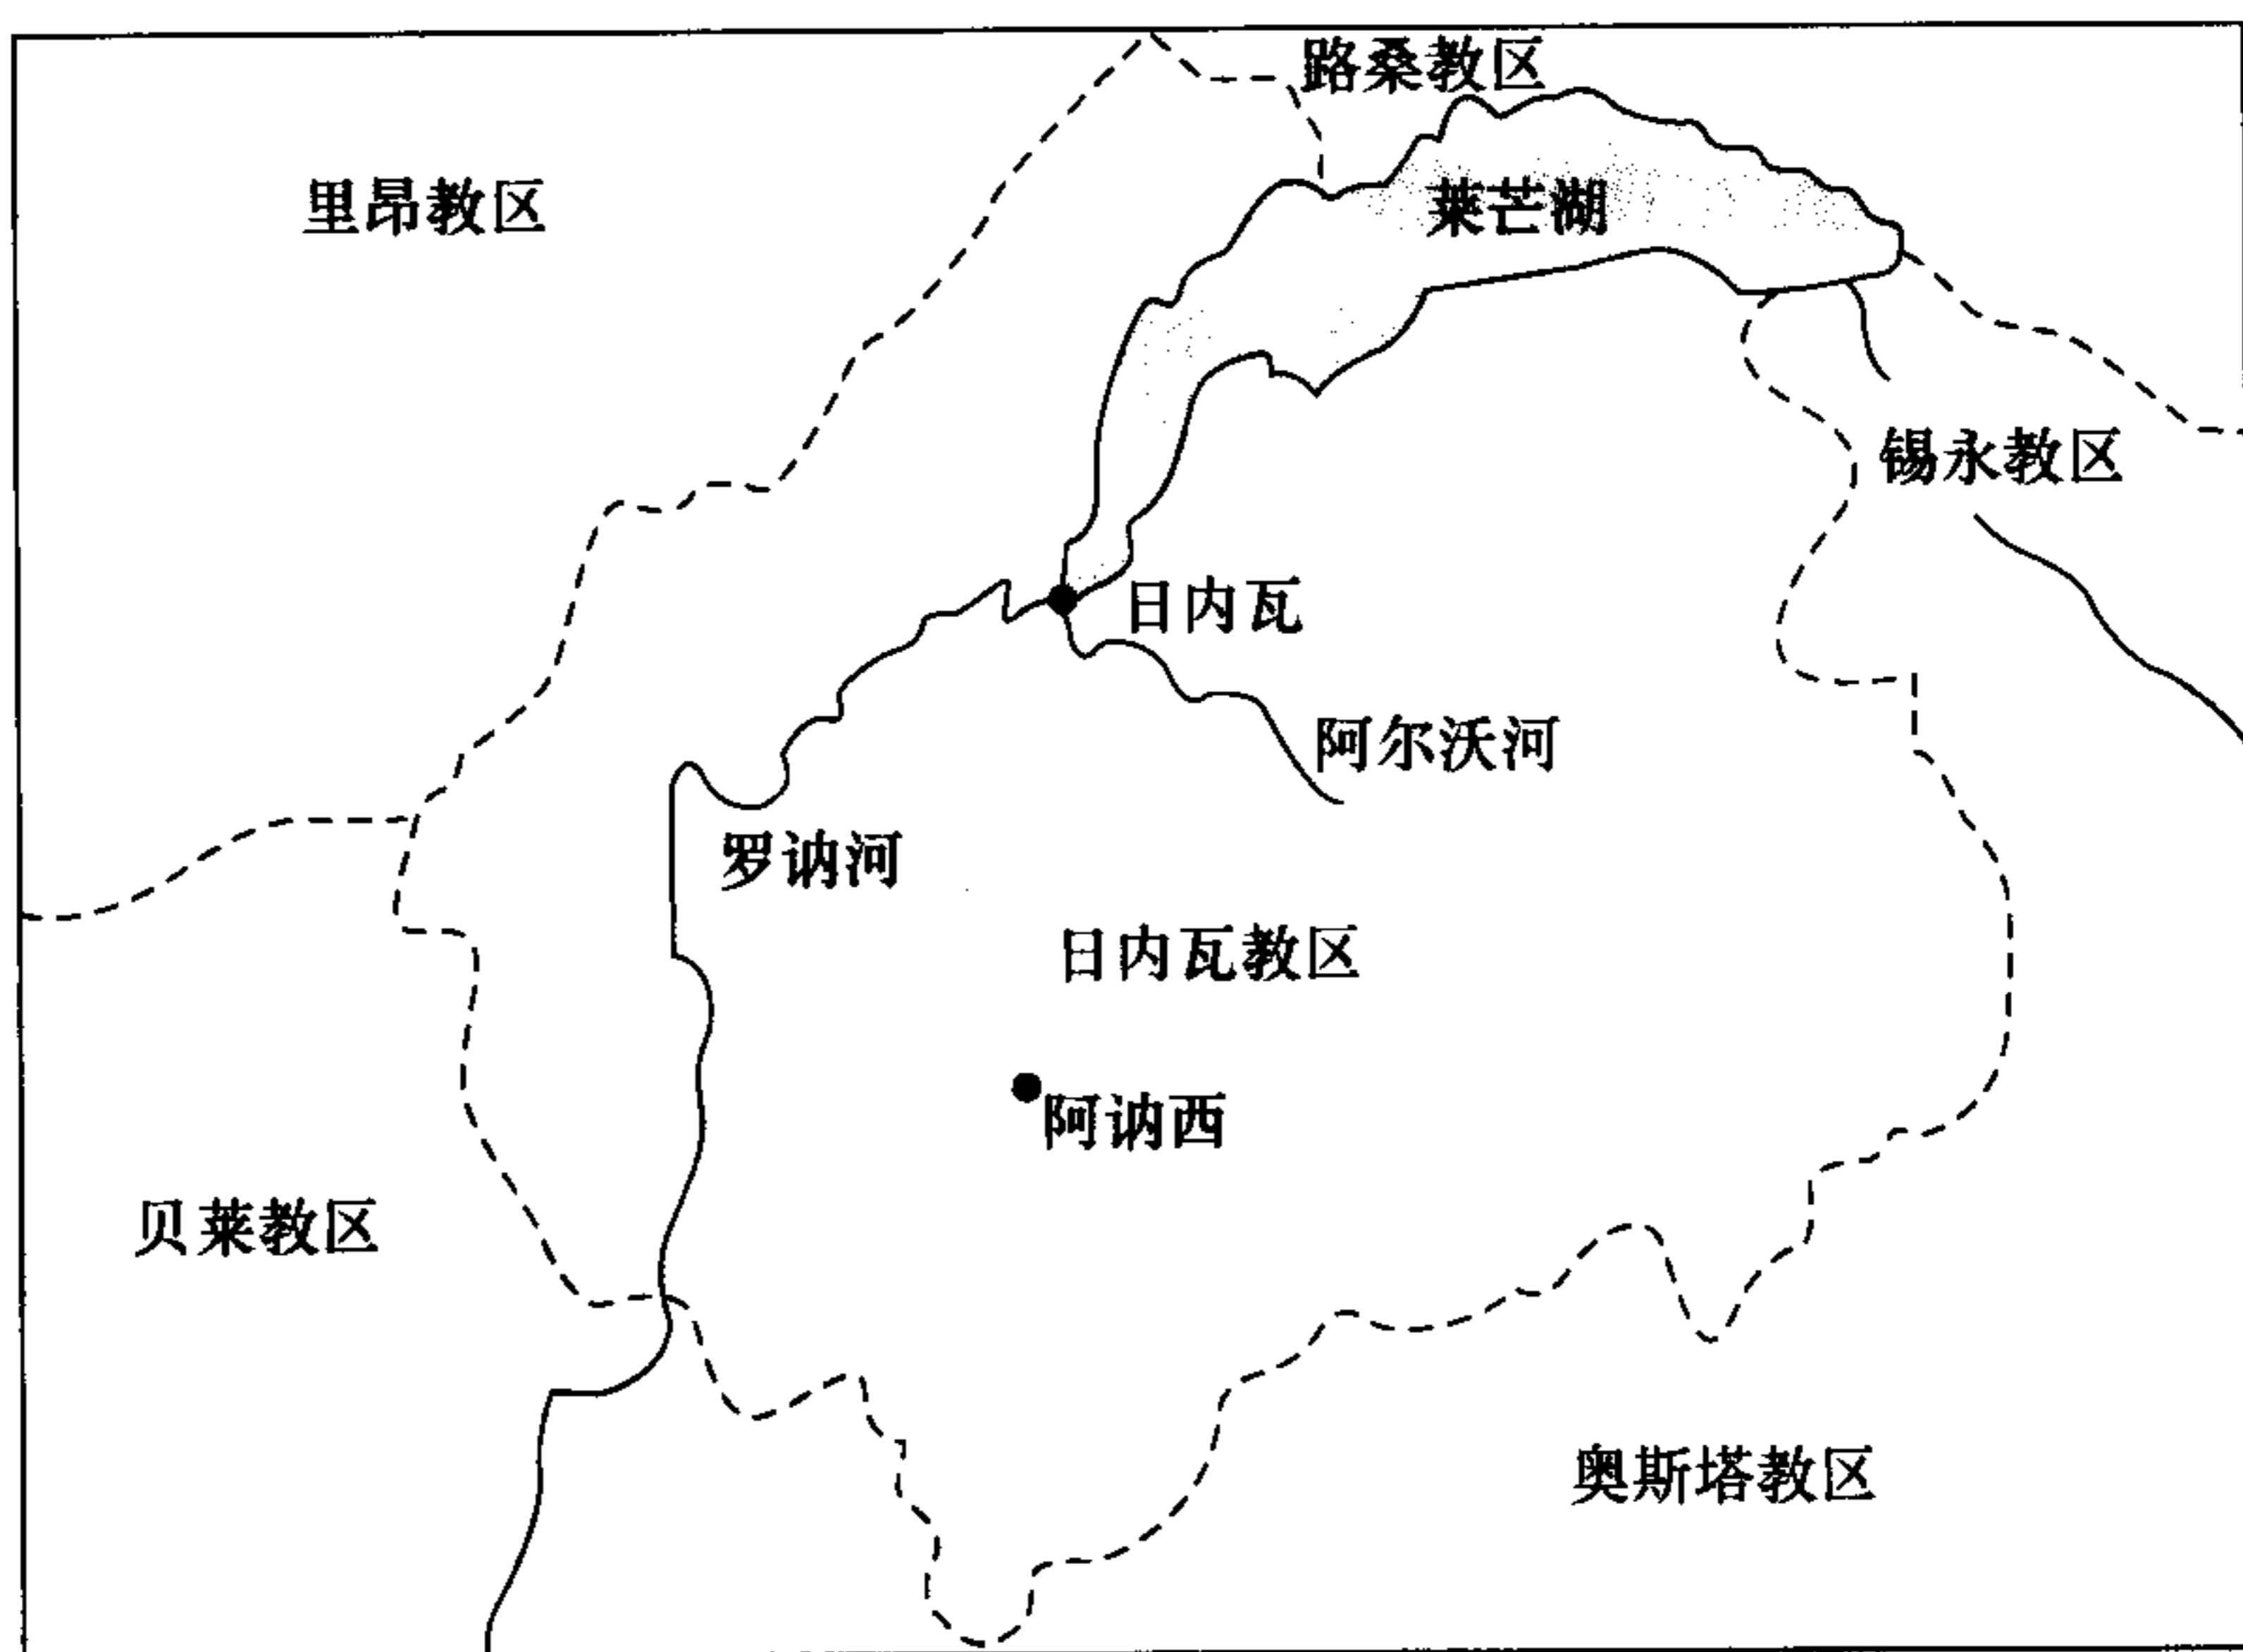 路桑教区
里昂教区
莱芒湖
锡永教区
日内瓦
阿尔沃河
罗讷河
日内瓦教区
阿讷西
贝莱教区
奥斯塔教区